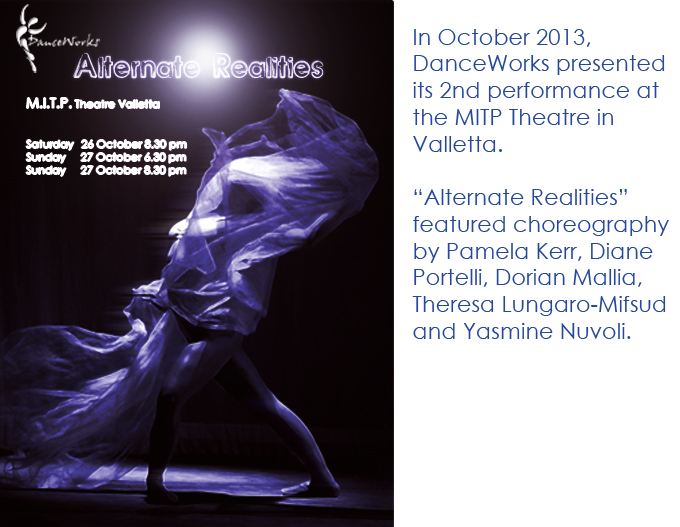 DanceWorks
Alternate Realities
M.I.T.P. Theatre Valletta
Saturday 26 October 8.30 pm
Sunday 27 October 6.30 pm
Sunday 27 October 8.30 pm
In October 2013,
DanceWorks presented
its 2nd performance at
the MITP Theatre in
Valletta.
“Alternate Realities”
featured choreography
by Pamela Kerr, Diane
Portelli, Dorian Mallia,
Theresa Lungaro-Mifsud
and Yasmine Nuvoli.